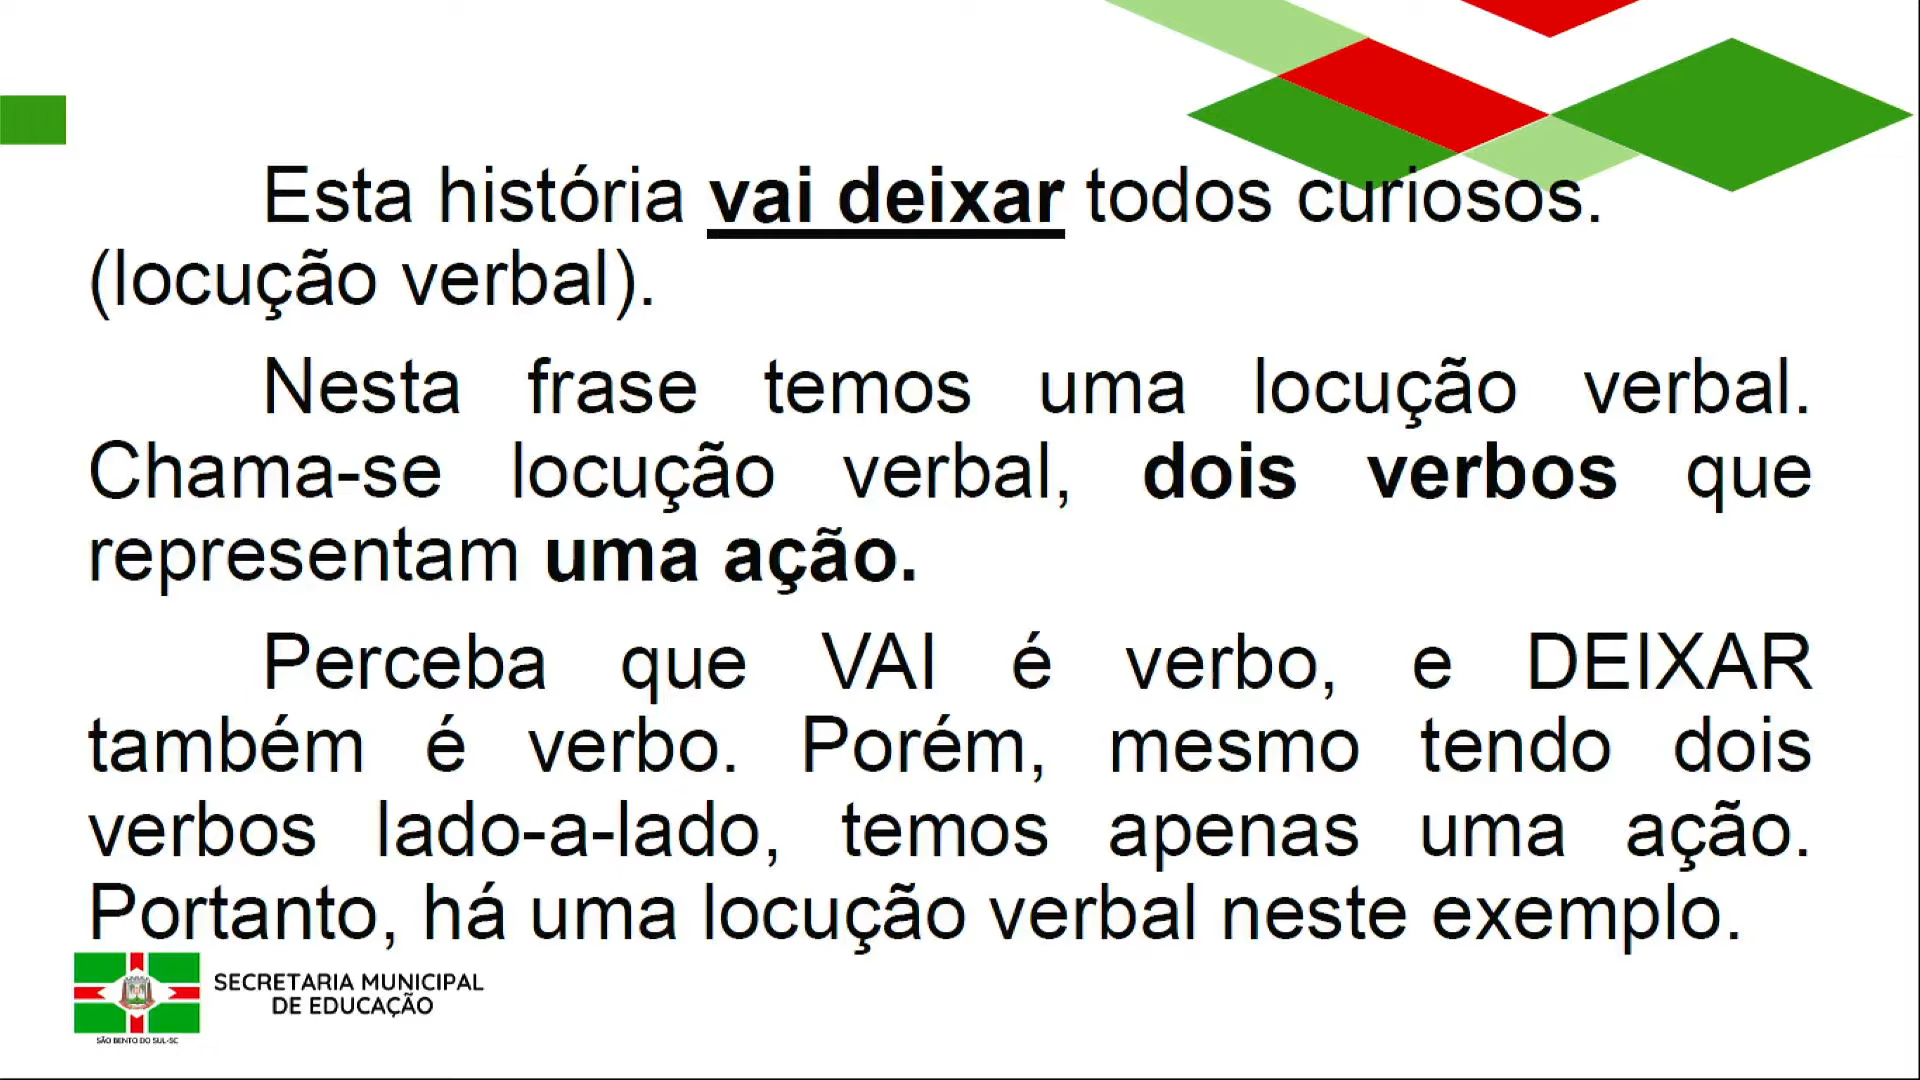 Esta história vai deixar todos curiosos.
(locução verbal).
Nesta frase temos uma locução verbal.
Chama-se locução verbal, dois verbos que
representam uma ação.
Perceba que VAI é verbo, e DEIXAR
também é verbo. Porém, mesmo tendo dois
verbos lado-a-lado, temos apenas uma ação.
Portanto, há uma locução verbal neste exemplo.
SECRETARIA MUNICIPAL
DE EDUCAÇÃO
SÃO BENTO DO SUL-SC